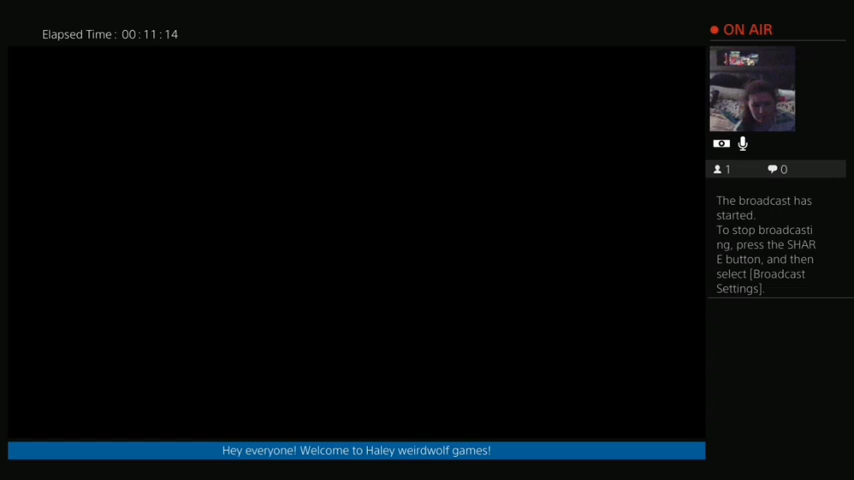 Elapsed Time : 00 : 11 : 14
ON AIR
1 0
The broadcast has
started.
To stop broadcasti
ng, press the SHAR
E button, and then
select [Broadcast
Settings].
Hey everyone! Welcome to Haley weirdwolf games!